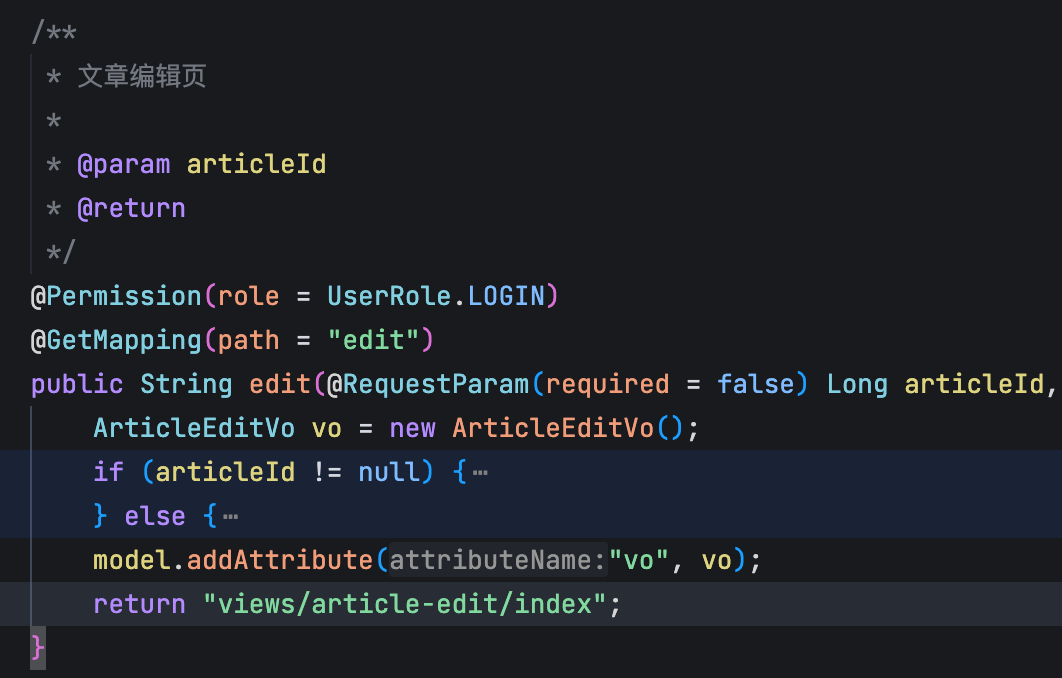 /**
 * 文章编辑页
 *
 * @param articleId
 * @return
 */
@Permission(role = UserRole.LOGIN)
@GetMapping(path = "edit")
public String edit(@RequestParam(required = false) Long articleId,
    ArticleEditVo vo = new ArticleEditVo();
    if (articleId != null) {⋯
    } else {⋯
    model.addAttribute(attributeName:"vo", vo);
    return "views/article-edit/index";
}